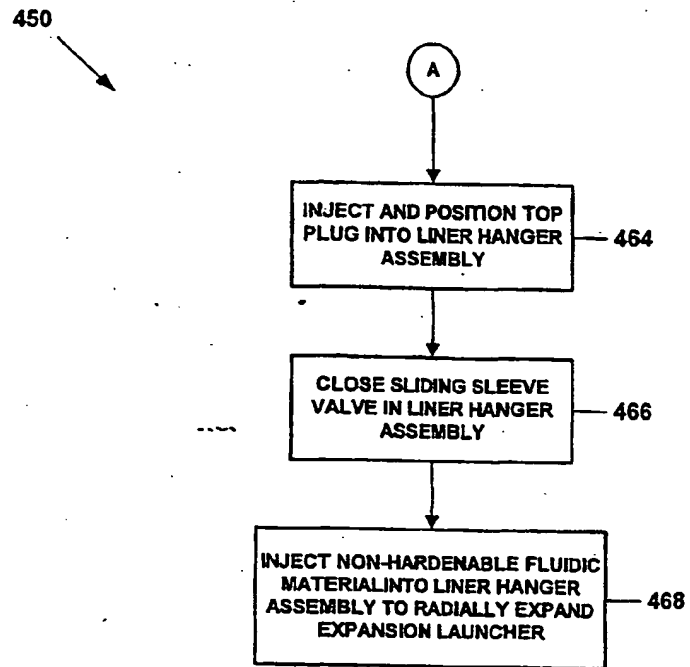 450
A
INJECT AND POSITION TOP
PLUG INTO LINER HANGER
ASSEMBLY
464
CLOSE SLIDING SLEEVE
VALVE IN LINER HANGER
ASSEMBLY
466
INJECT NON-HARDENABLE FLUIDIC
MATERIALINTO LINER HANGER
ASSEMBLY TO RADIALLY EXPAND
EXPANSION LAUNCHER
468